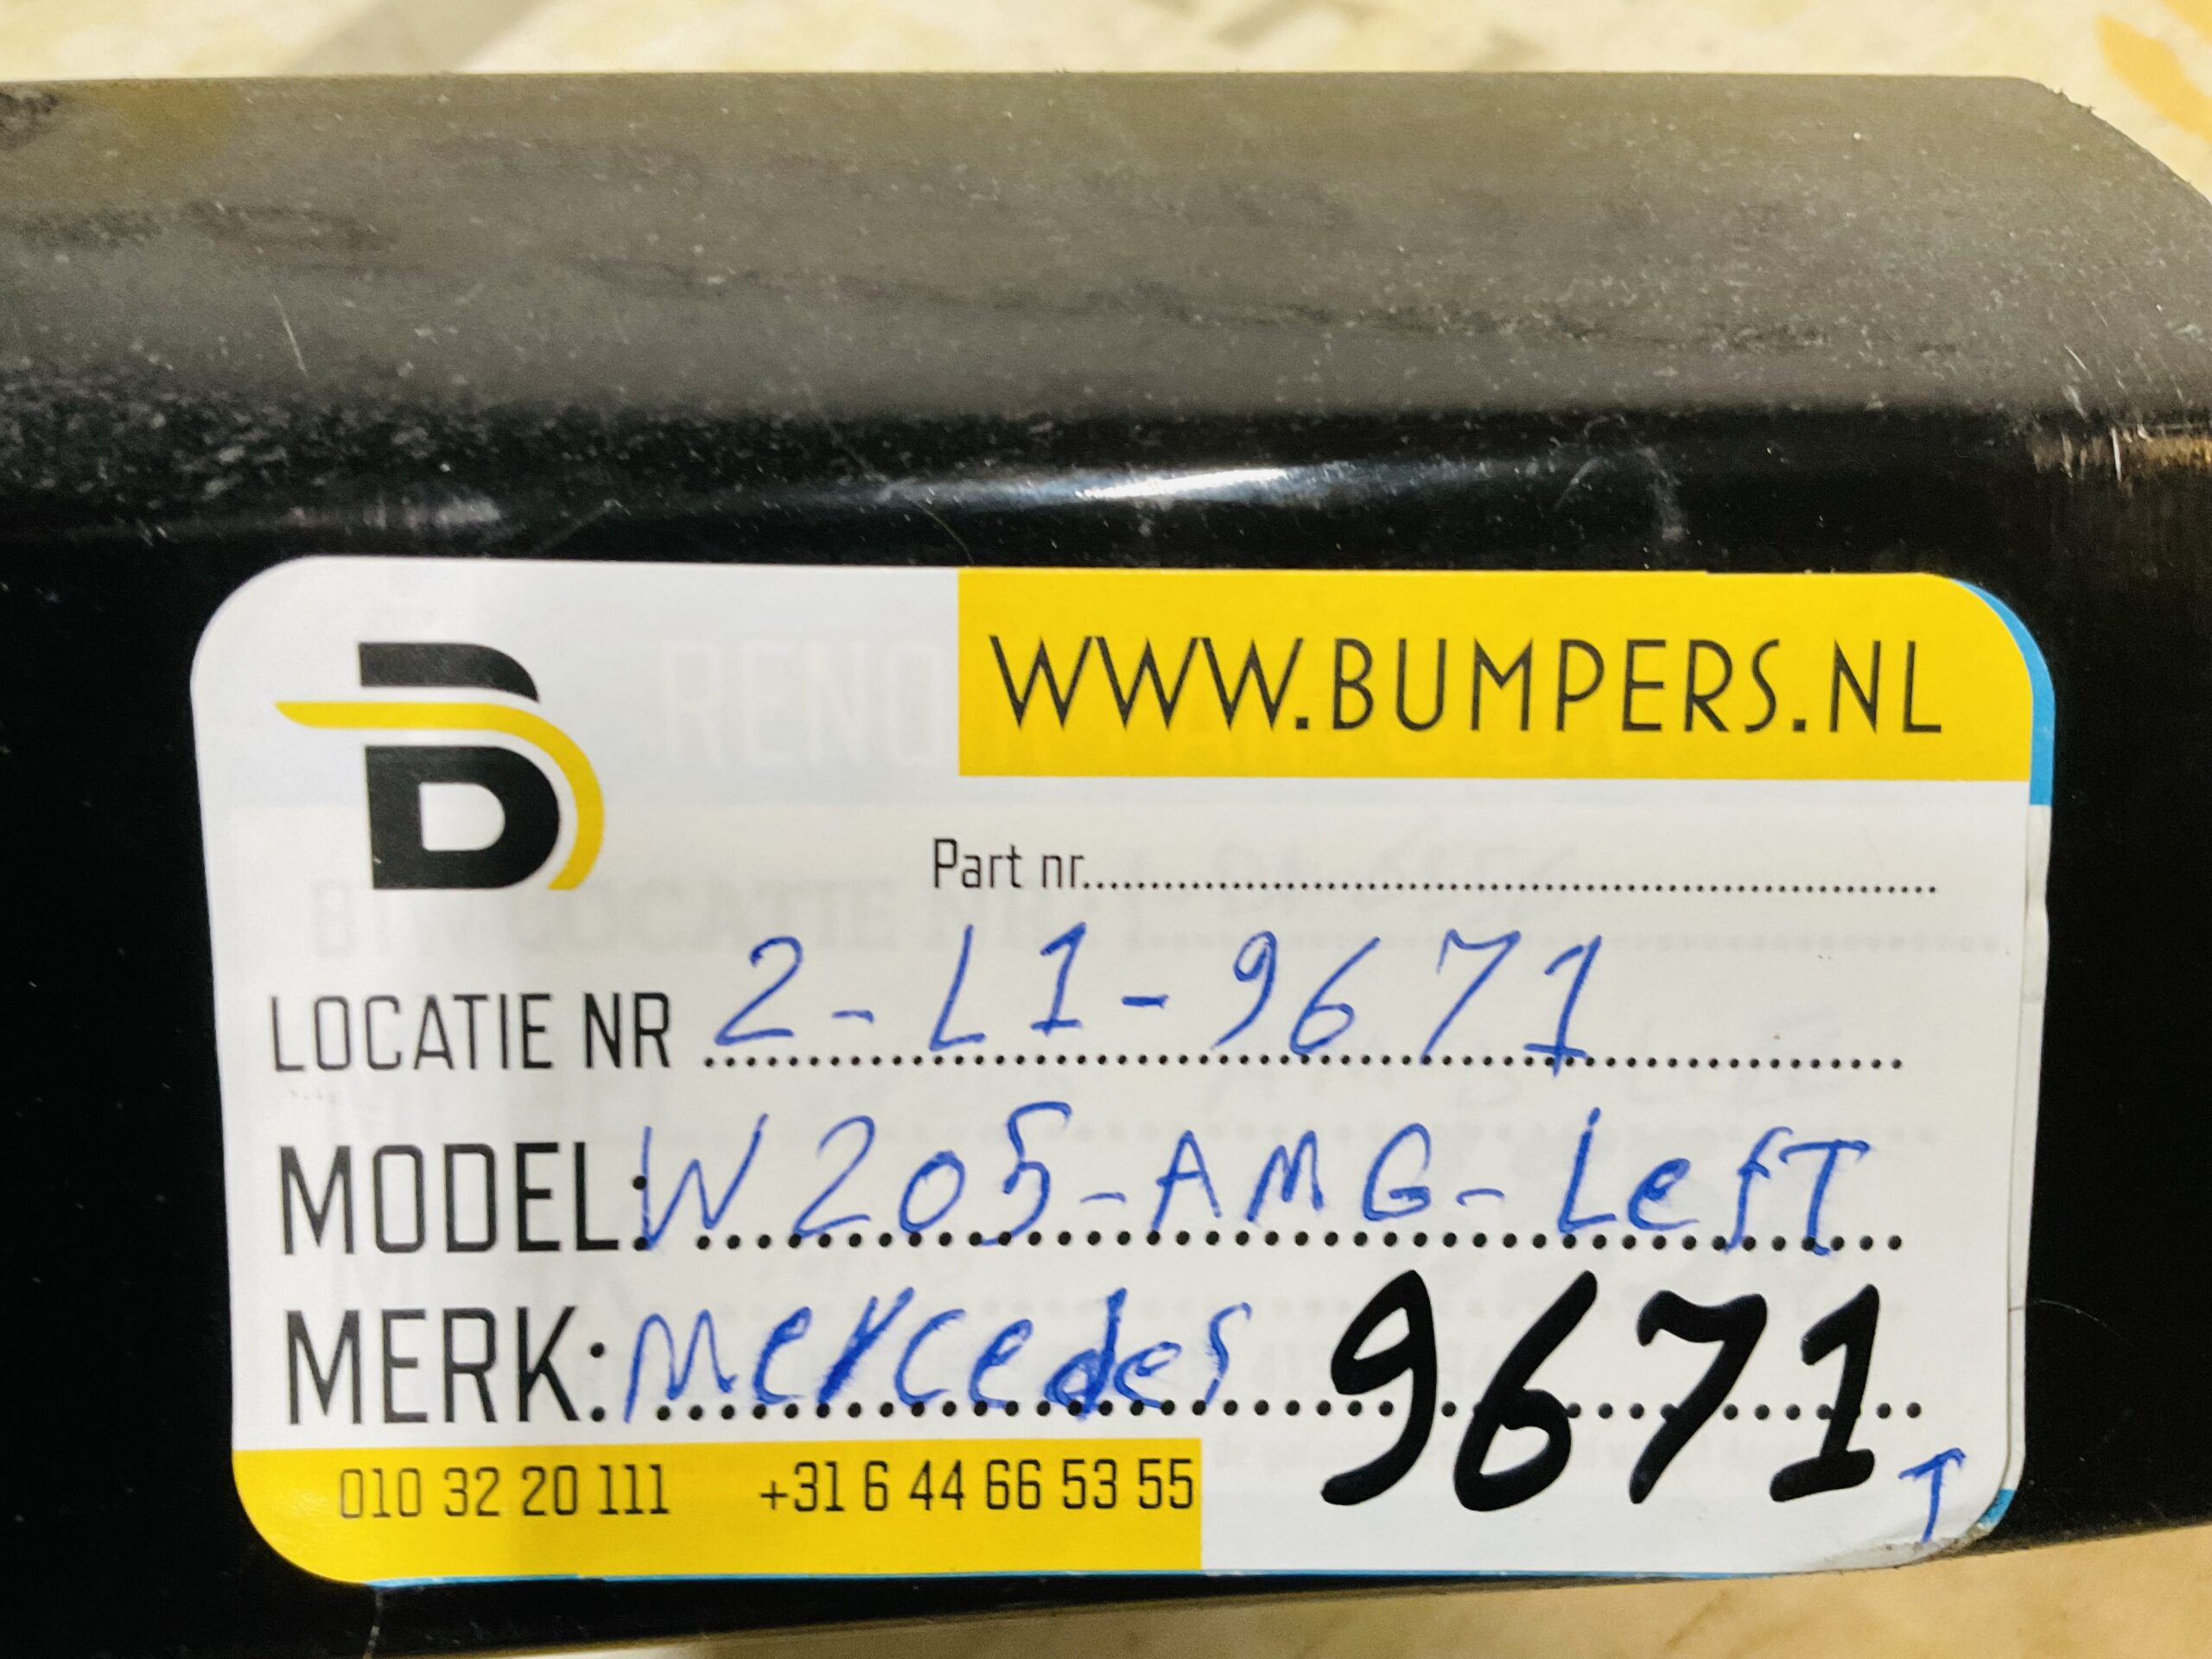 WWW.BUMPERS.NL
Part nr.
LOCATIE NR 2-L1-9671
MODEL: W205-AMG-Left
MERK: mercedes 9671
010 32 20 111 +31 6 44 66 53 55